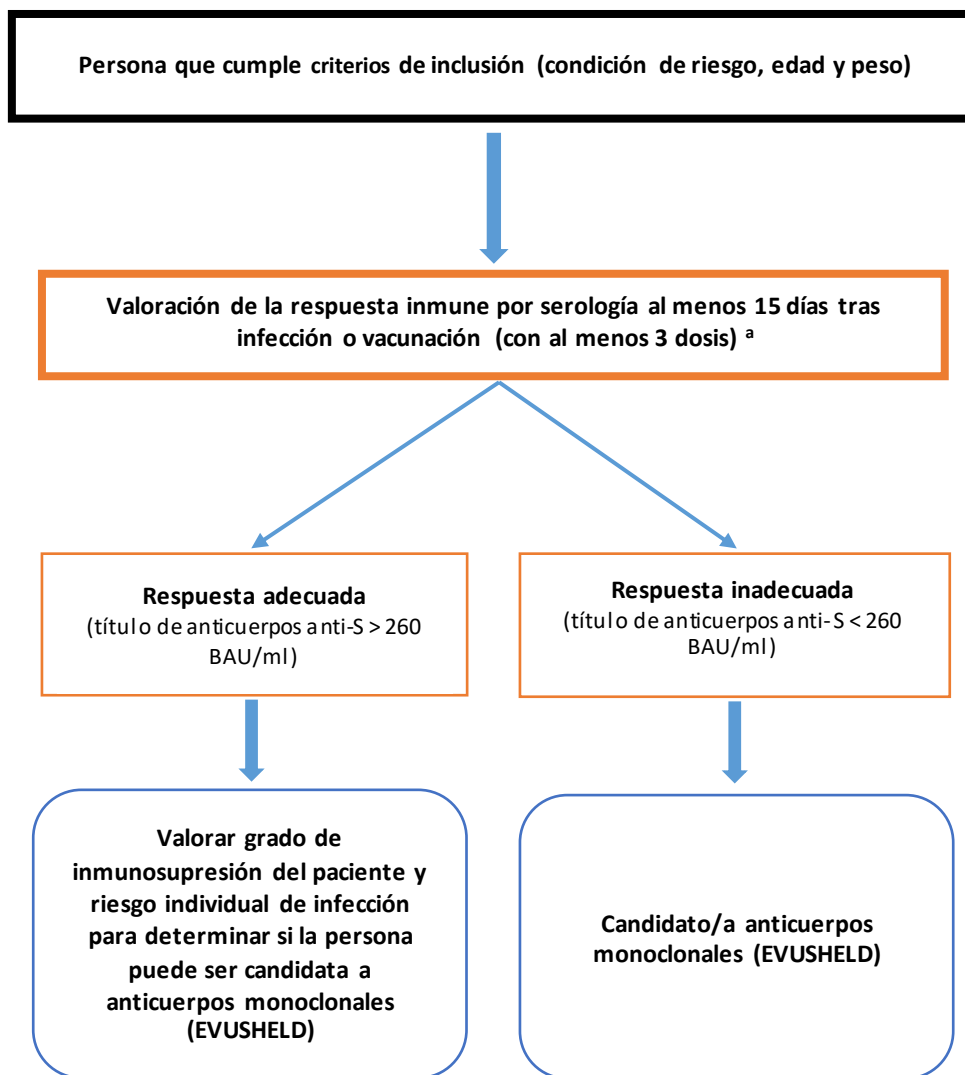 Persona que cumple criterios de inclusión (condición de riesgo, edad y peso)
Valoración de la respuesta inmune por serología al menos 15 días tras
infección o vacunación (con al menos 3 dosis) ᵃ
Respuesta adecuada
(título de anticuerpos anti-S > 260
BAU/ml)
Respuesta inadecuada
(título de anticuerpos anti-S < 260
BAU/ml)
Valorar grado de
inmunosupresión del paciente y
riesgo individual de infección
para determinar si la persona
puede ser candidata a
anticuerpos monoclonales
(EVUSHELD)
Candidato/a anticuerpos
monoclonales (EVUSHELD)